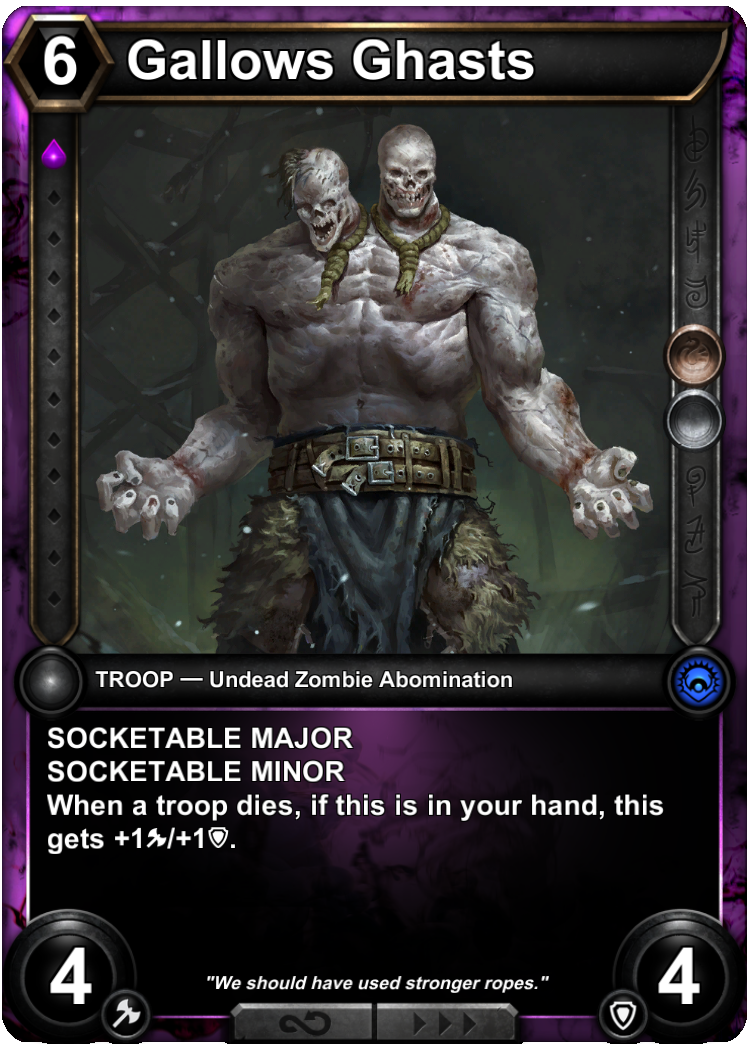 6
Gallows Ghasts
TROOP — Undead Zombie Abomination
SOCKETABLE MAJOR
SOCKETABLE MINOR
When a troop dies, if this is in your hand, this
gets +1/+1.
4
"We should have used stronger ropes."
4